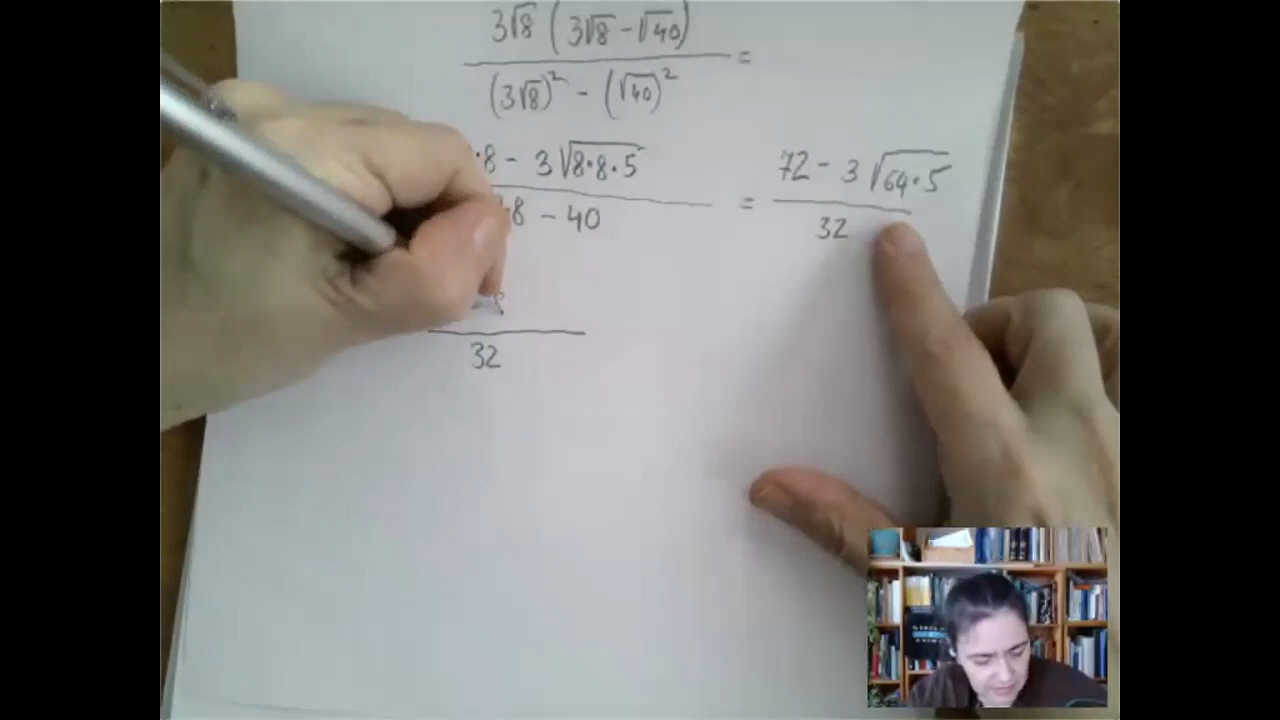 3√8 (3√8 - √40)
(3√8)² - (√40)² =
·8 - 3√8·8·5
8 - 40
= 72 - 3√64·5
32
32